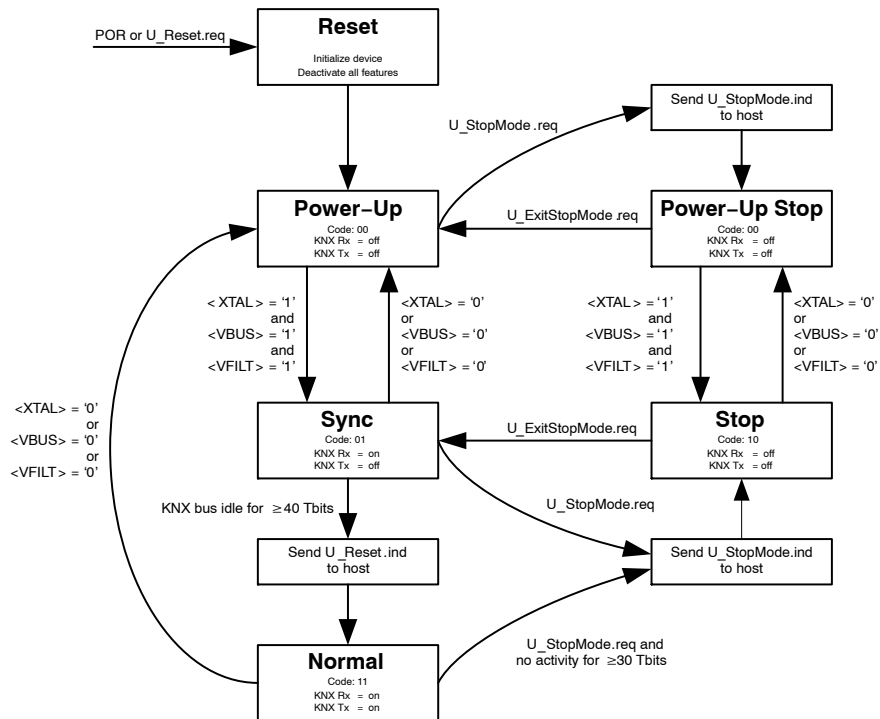 Reset
POR or U_Reset.req
Initialize device
Deactivate all features
Send U_StopMode.ind
to host
U_StopMode .req
Power−Up
Code: 00
KNX Rx = off
KNX Tx = off
U_ExitStopMode .req
Power−Up Stop
Code: 00
KNX Rx = off
KNX Tx = off
<XTAL> = ‘1’
and
<VBUS> = ‘1’
and
<VFILT> = ‘1’
<XTAL> = ‘0’
or
<VBUS> = ‘0’
or
<VFILT> = ‘0’
<XTAL> = ‘1’
and
<VBUS> = ‘1’
and
<VFILT> = ‘1’
<XTAL> = ‘0’
or
<VBUS> = ‘0’
or
<VFILT> = ‘0’
<XTAL> = ‘0’
or
<VBUS> = ‘0’
or
<VFILT> = ‘0’
Sync
Code: 01
KNX Rx = on
KNX Tx = off
U_ExitStopMode.req
Stop
Code: 10
KNX Rx = off
KNX Tx = off
KNX bus idle for ≥40 Tbits
U_StopMode.req
Send U_Reset.ind
to host
Send U_StopMode.ind
to host
Normal
Code: 11
KNX Rx = on
KNX Tx = on
U_StopMode.req and
no activity for ≥30 Tbits